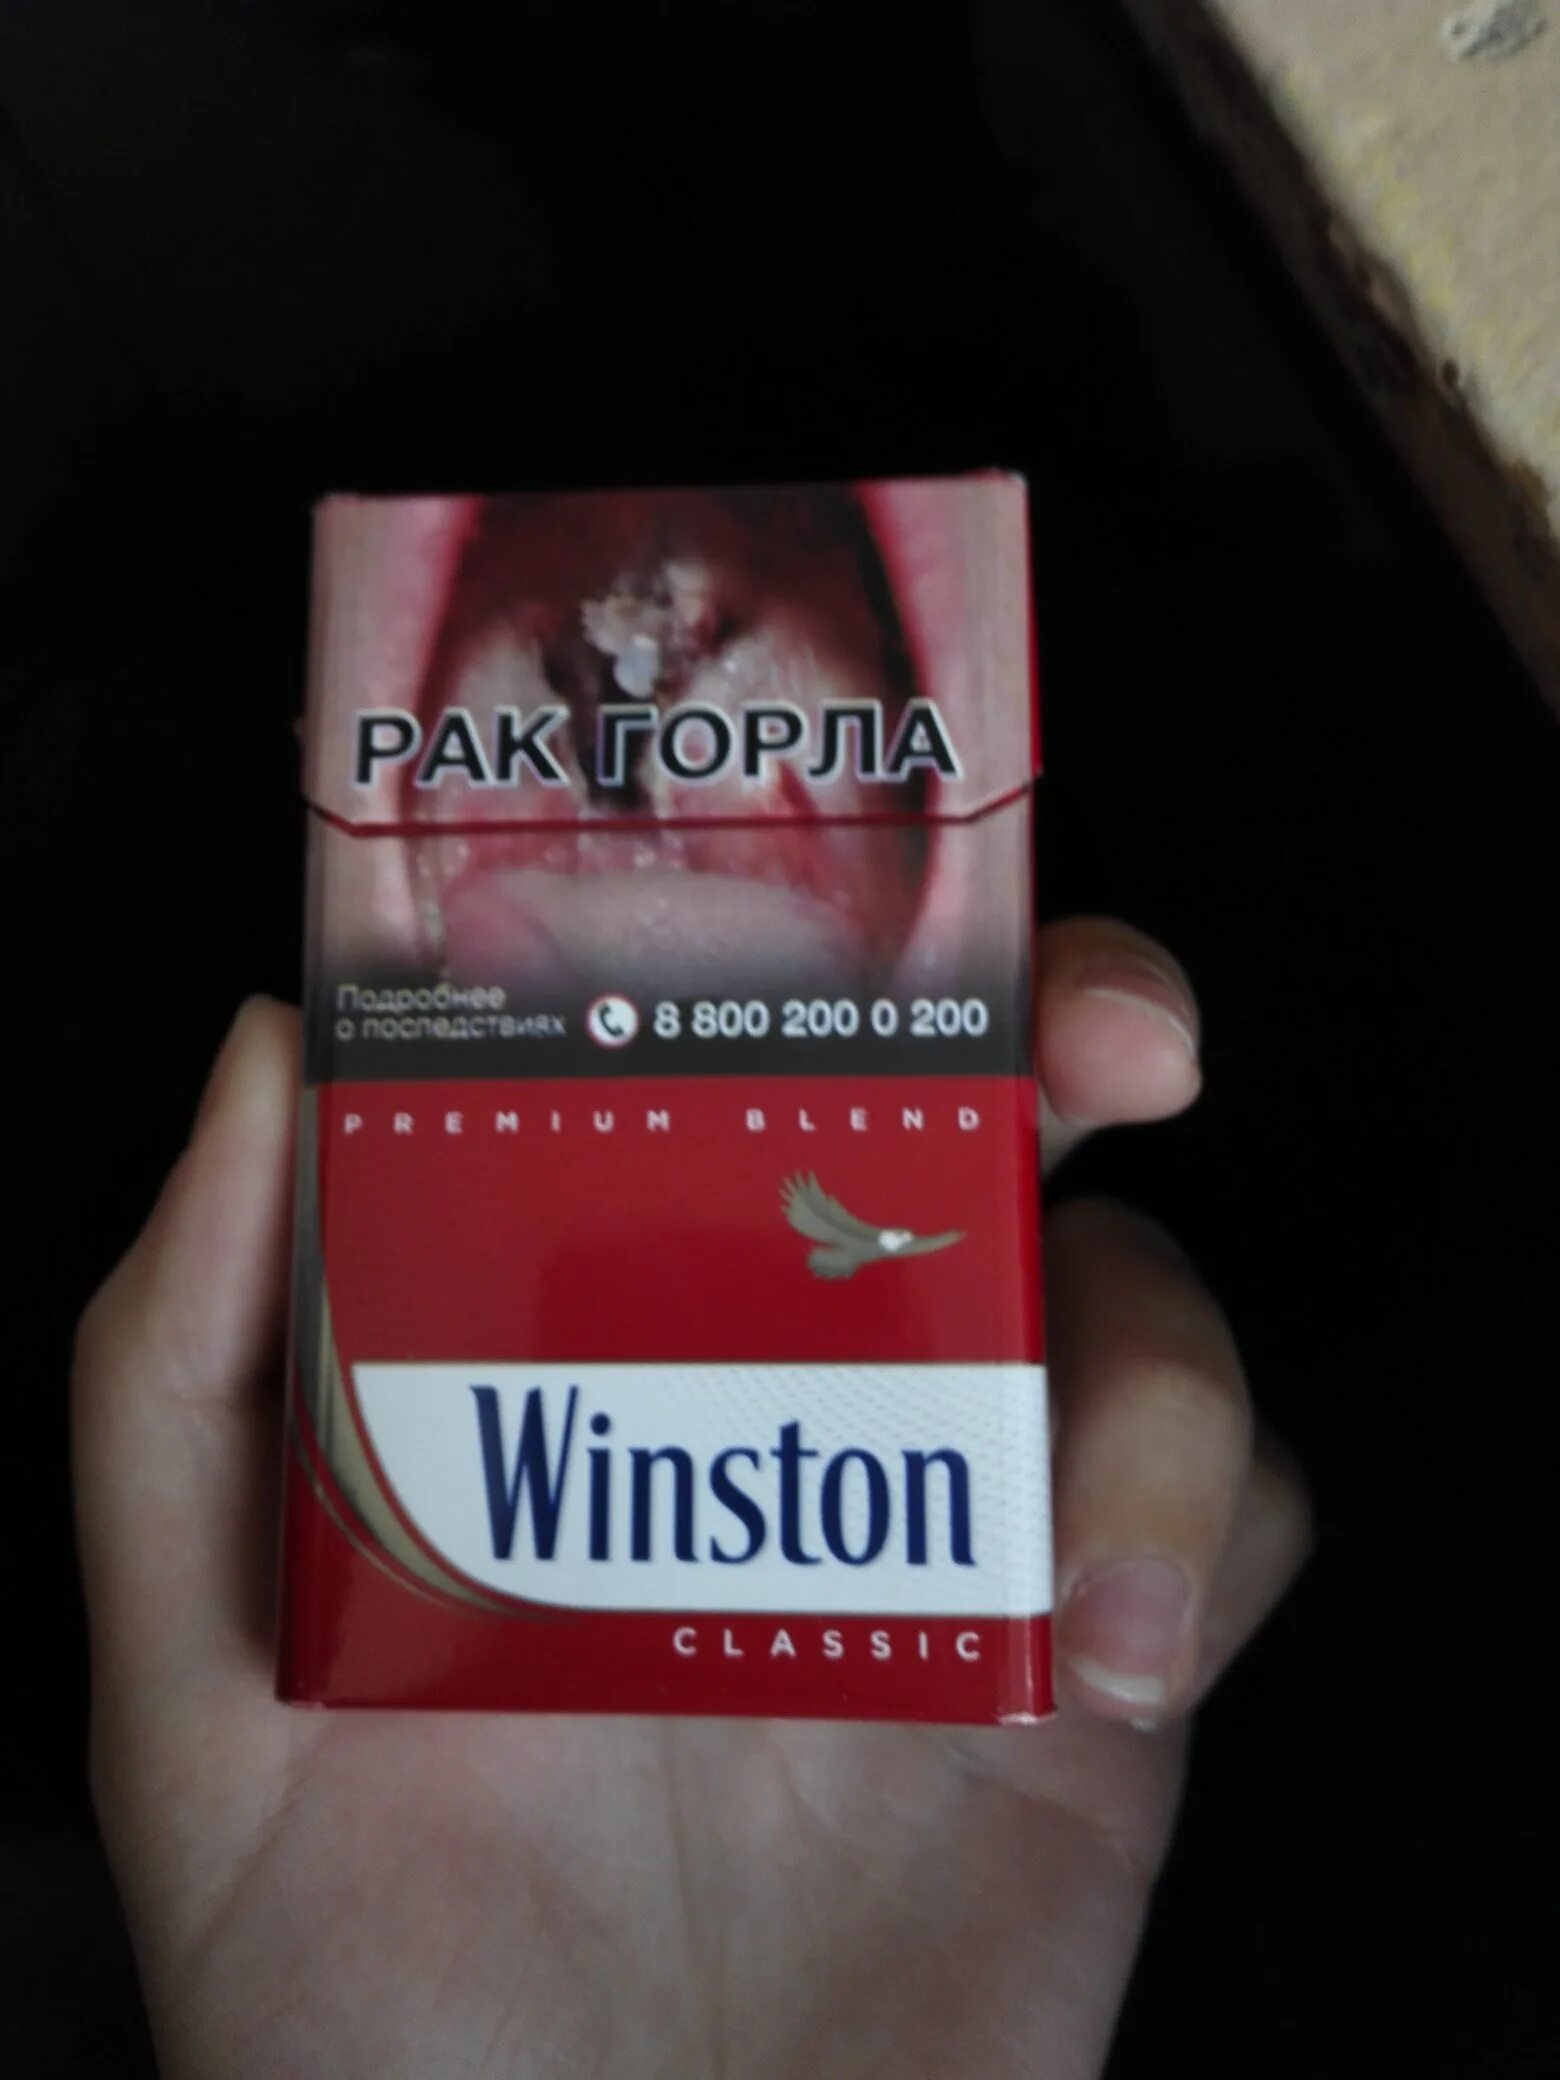 РАК ГОРЛА
Подробнее
о последствиях
8 800 200 0 200
PREMIUM BLEND
Winston
CLASSIC